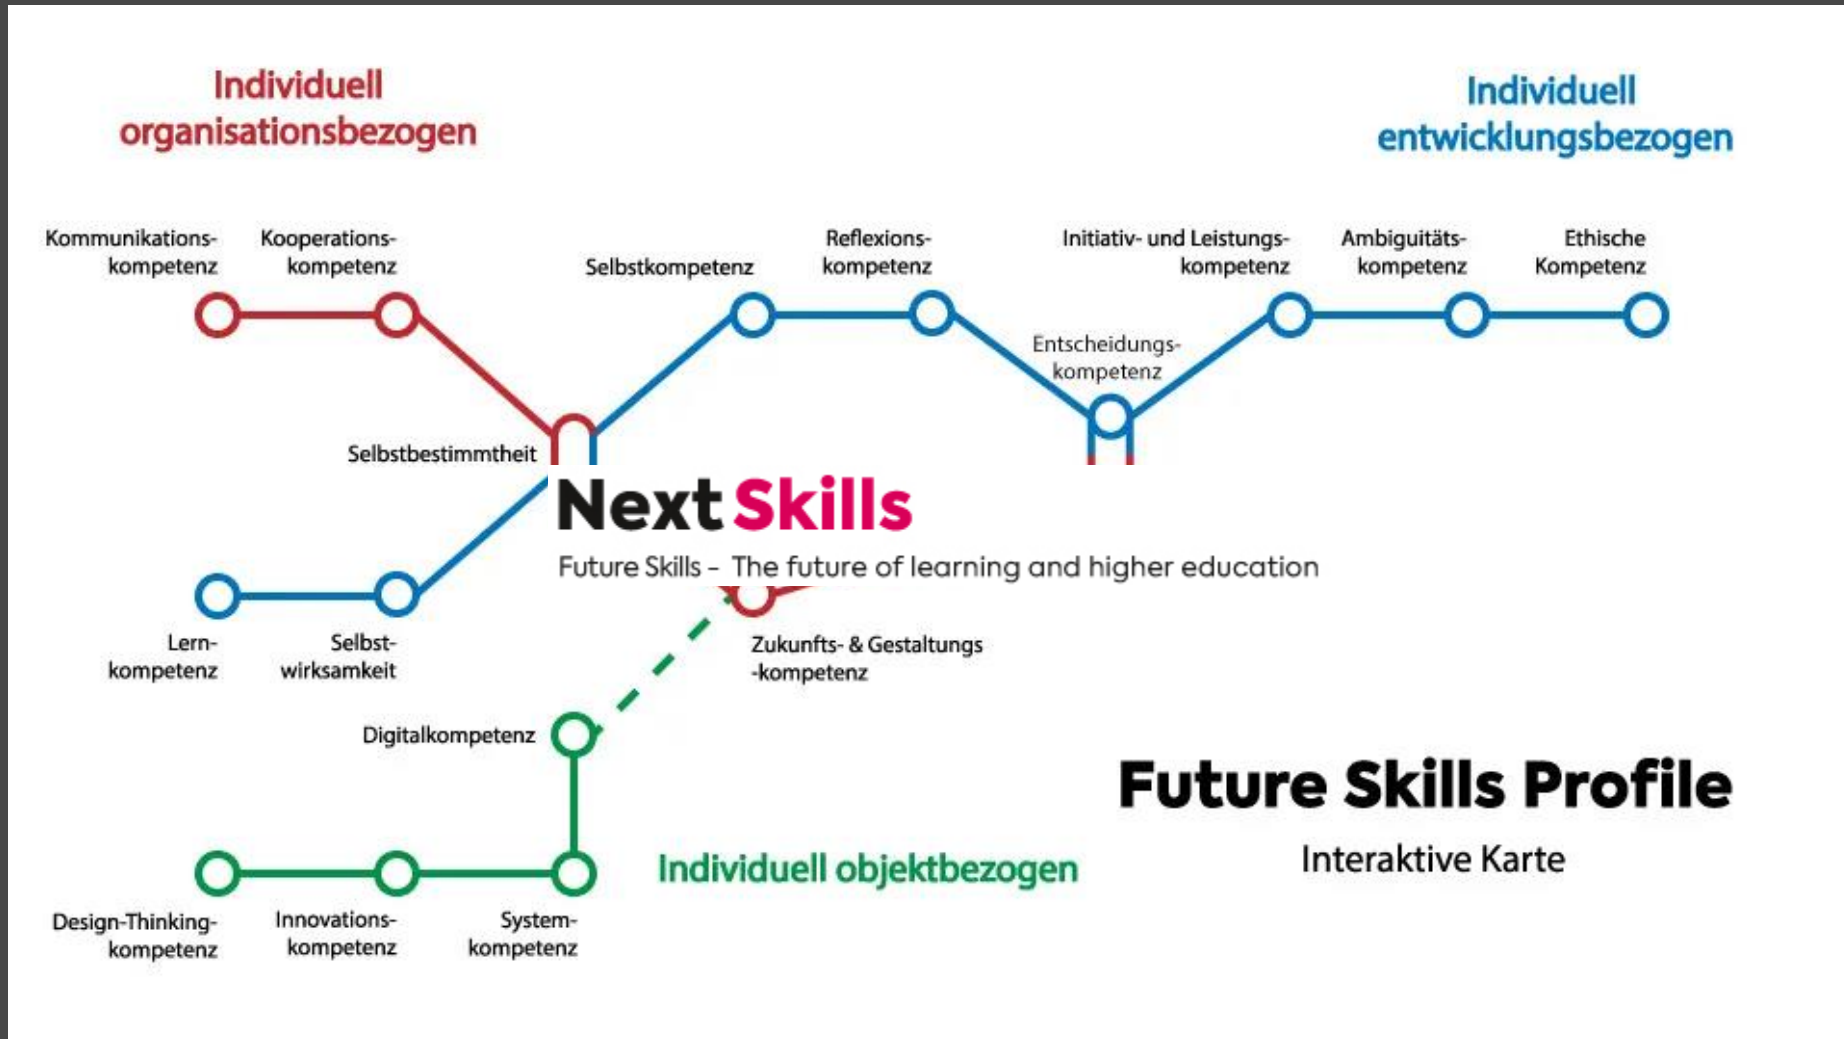 Individuell
organisationsbezogen
Individuell
entwicklungsbezogen
Kommunikations-
kompetenz
Kooperations-
kompetenz
Selbstkompetenz
Reflexions-
kompetenz
Initiativ- und Leistungs-
kompetenz
Ambiguitäts-
kompetenz
Ethische
Kompetenz
Entscheidungs-
kompetenz
Selbstbestimmtheit
Next Skills
Future Skills - The future of learning and higher education
Lern-
kompetenz
Selbst-
wirksamkeit
Zukunfts- & Gestaltungs
-kompetenz
Digitalkompetenz
Future Skills Profile
Interaktive Karte
Individuell objektbezogen
Design-Thinking-
kompetenz
Innovations-
kompetenz
System-
kompetenz